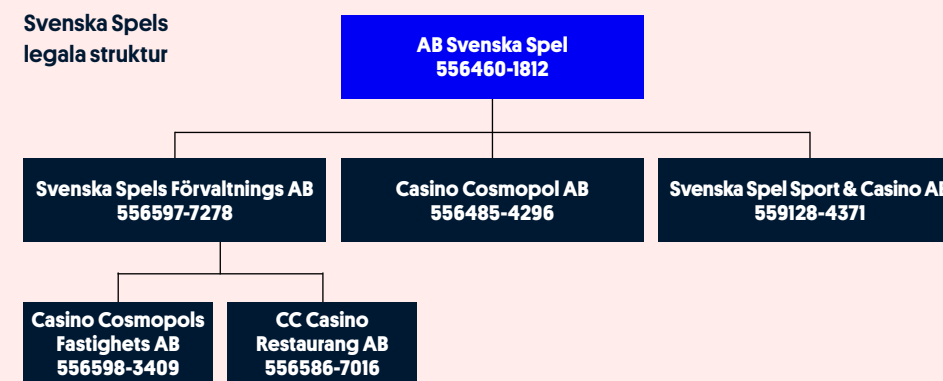 Svenska Spels
legala struktur
AB Svenska Spel
556460-1812
Svenska Spels Förvaltnings AB
556597-7278
Casino Cosmopol AB
556485-4296
Svenska Spel Sport & Casino AB
559128-4371
Casino Cosmopols
Fastighets AB
556598-3409
CC Casino
Restaurang AB
556586-7016